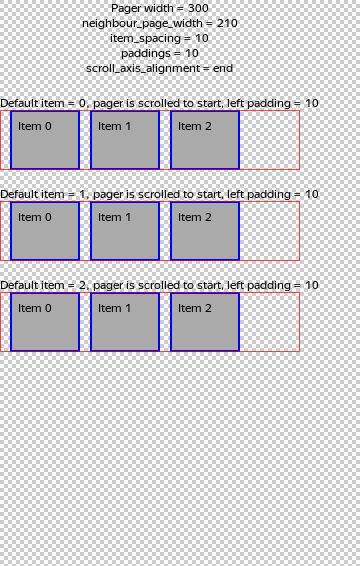 Pager width = 300
neighbour_page_width = 210
item_spacing = 10
paddings = 10
scroll_axis_alignment = end
Default item = 0, pager is scrolled to start, left padding = 10
Item 0 Item 1 Item 2
Default item = 1, pager is scrolled to start, left padding = 10
Item 0 Item 1 Item 2
Default item = 2, pager is scrolled to start, left padding = 10
Item 0 Item 1 Item 2